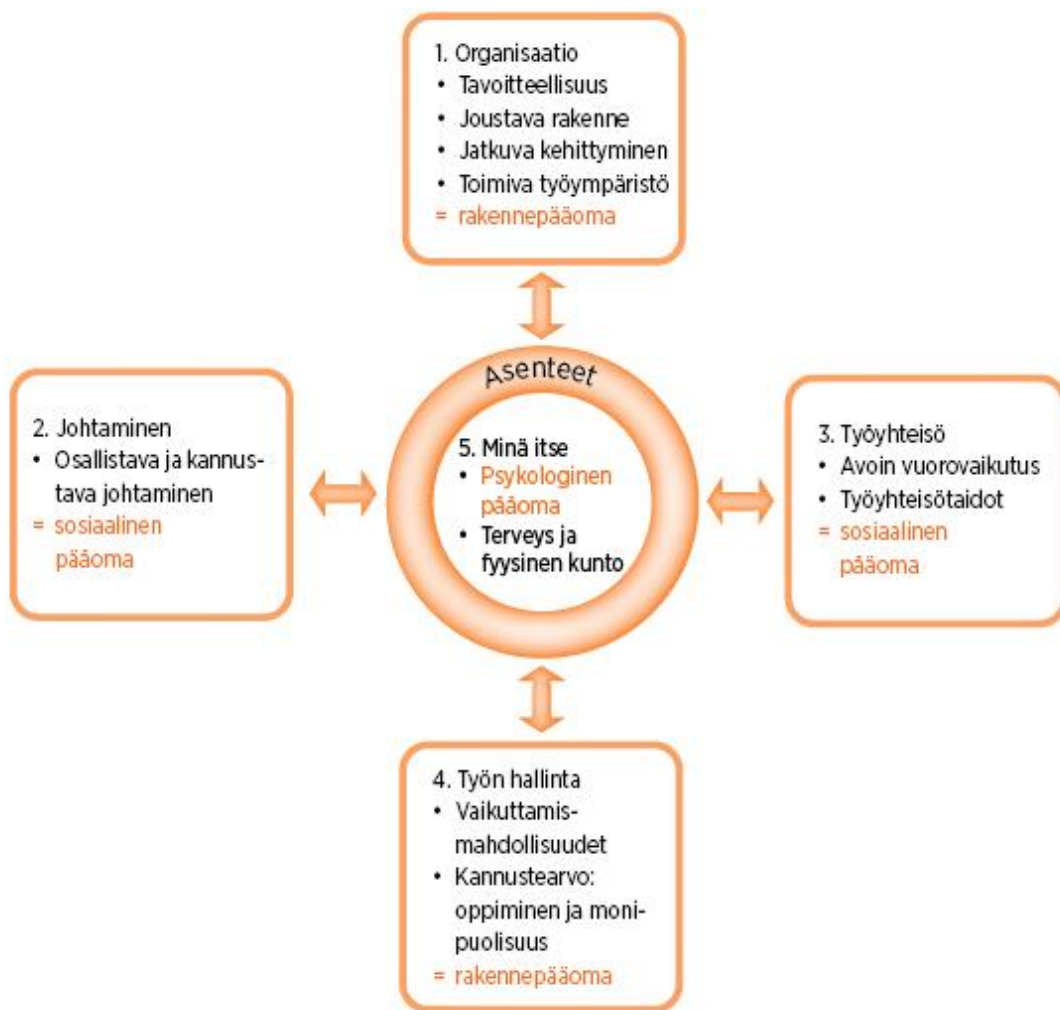 1. Organisaatio
• Tavoitteellisuus
• Joustava rakenne
• Jatkuva kehittyminen
• Toimiva työympäristö
= rakennepääoma
Asenteet
2. Johtaminen
• Osallistava ja kannus-
tava johtaminen
= sosiaalinen
pääoma
5. Minä itse
• Psykologinen
pääoma
• Terveys ja
fyysinen kunto
3. Työyhteisö
• Avoin vuorovaikutus
• Työyhteisötaidot
= sosiaalinen
pääoma
4. Työn hallinta
• Vaikuttamis-
mahdollisuudet
• Kannustearvo:
oppiminen ja moni-
puolisuus
= rakennepääoma